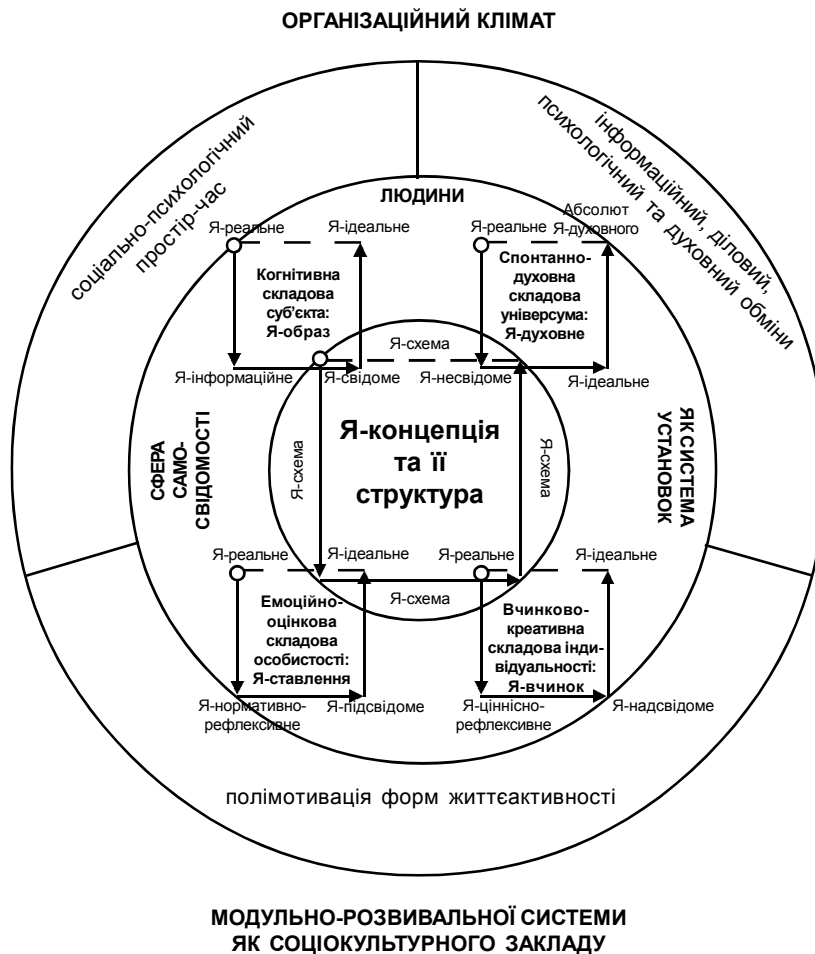 ОРГАНІЗАЦІЙНИЙ КЛІМАТ
соціально-психологічний
простір-час
інформаційний, діловий,
психологічний та духовний обміни
ЛЮДИНИ
Я-реальне
Я-ідеальне
Когнітивна
складова
суб’єкта:
Я-образ
Я-інформаційне
Я-свідоме
Я-реальне
Абсолют
Я-духовного
Спонтанно-
духовна
складова
універсума:
Я-духовне
Я-несвідоме
Я-ідеальне
Я-схема
СФЕРА
САМО-
СВІДОМОСТІ
Я-схема
Я-концепція
та її
структура
Я-схема
ЯК СИСТЕМА
УСТАНОВОК
Я-схема
Я-реальне
Я-ідеальне
Емоційно-
оцінкова
складова
особистості:
Я-ставлення
Я-нормативно-
рефлексивне
Я-підсвідоме
Я-реальне
Я-ідеальне
Вчинково-
креативна
складова інди-
відуальності:
Я-вчинок
Я-ціннісно-
рефлексивне
Я-надсвідоме
полімотивація форм життєактивності
МОДУЛЬНО-РОЗВИВАЛЬНОЇ СИСТЕМИ
ЯК СОЦІОКУЛЬТУРНОГО ЗАКЛАДУ